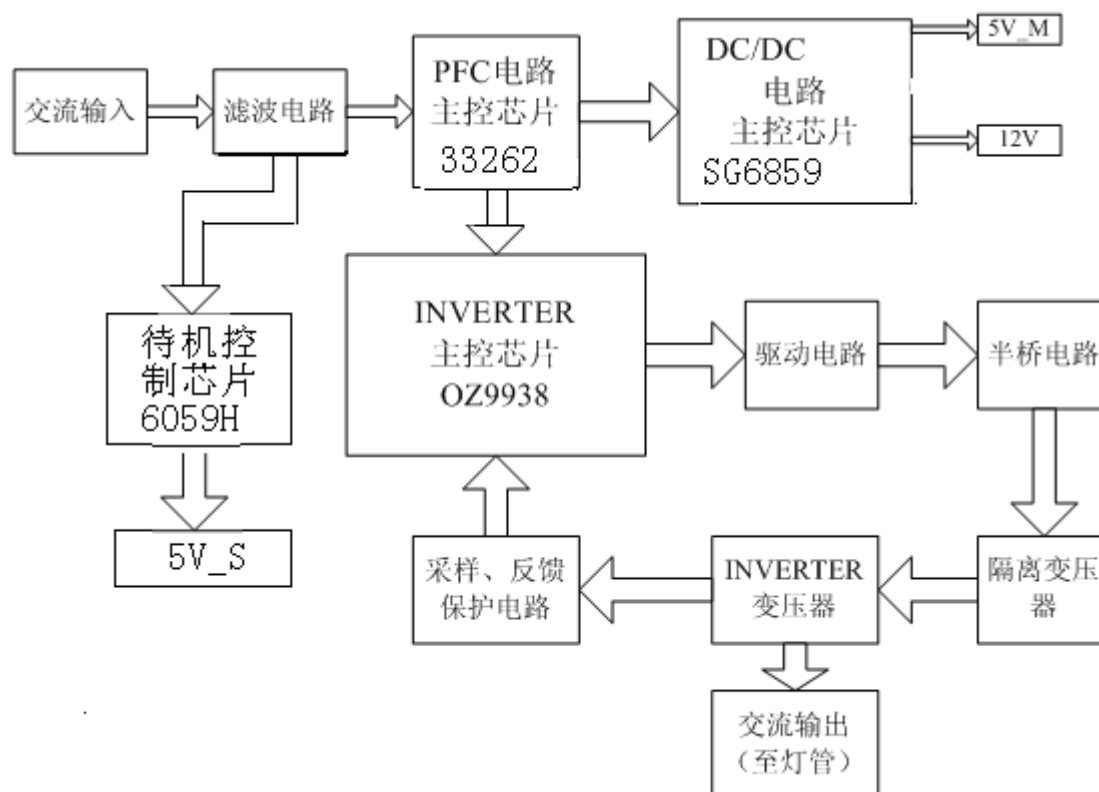 交流输入
滤波电路
PFC电路
主控芯片
33262
DC/DC
电路
主控芯片
SG6859
5V_M
12V
待机控
制芯片
6059H
5V_S
INVERTER
主控芯片
OZ9938
驱动电路
半桥电路
采样、反馈
保护电路
INVERTER
变压器
隔离变压
器
交流输出
（至灯管）